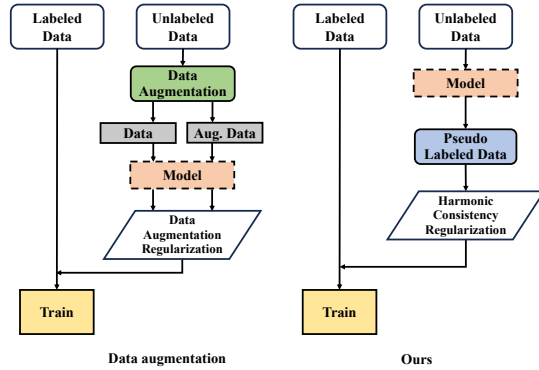 Labeled
Data
Unlabeled
Data
Data
Augmentation
Data
Aug. Data
Model
Data
Augmentation
Regularization
Train
Data augmentation
Labeled
Data
Unlabeled
Data
Model
Pseudo
Labeled Data
Harmonic
Consistency
Regularization
Train
Ours